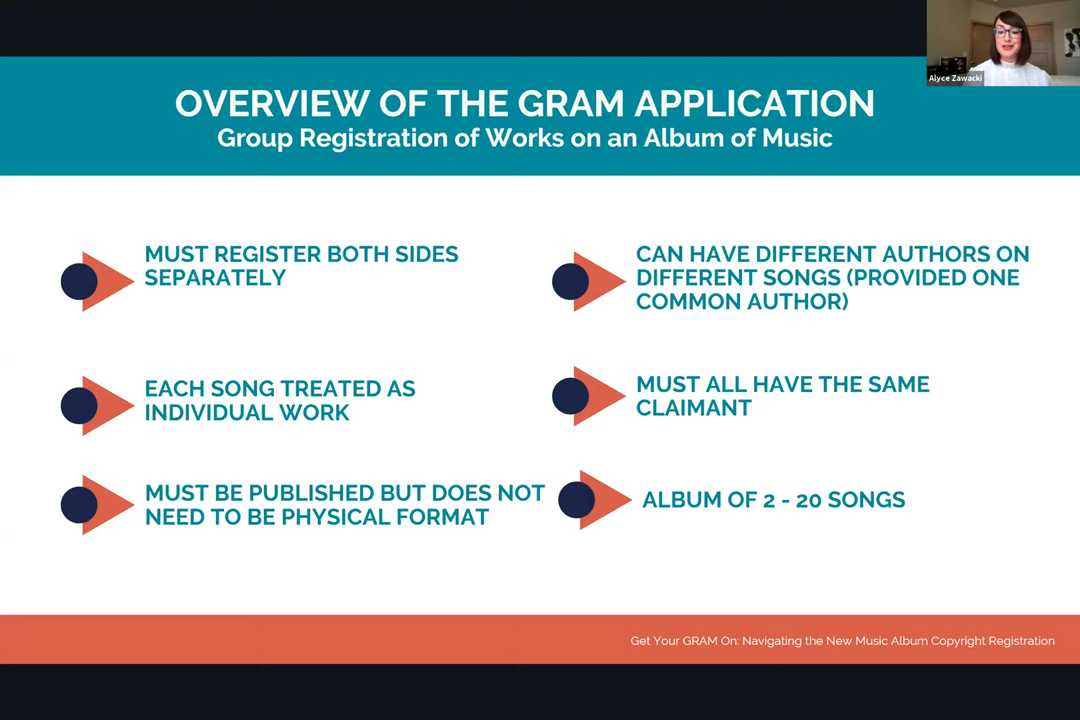 Alyce Zawacki
OVERVIEW OF THE GRAM APPLICATION
Group Registration of Works on an Album of Music
MUST REGISTER BOTH SIDES
SEPARATELY
EACH SONG TREATED AS
INDIVIDUAL WORK
MUST BE PUBLISHED BUT DOES NOT
NEED TO BE PHYSICAL FORMAT
CAN HAVE DIFFERENT AUTHORS ON
DIFFERENT SONGS (PROVIDED ONE
COMMON AUTHOR)
MUST ALL HAVE THE SAME
CLAIMANT
ALBUM OF 2 - 20 SONGS
Get Your GRAM On: Navigating the New Music Album Copyright Registration